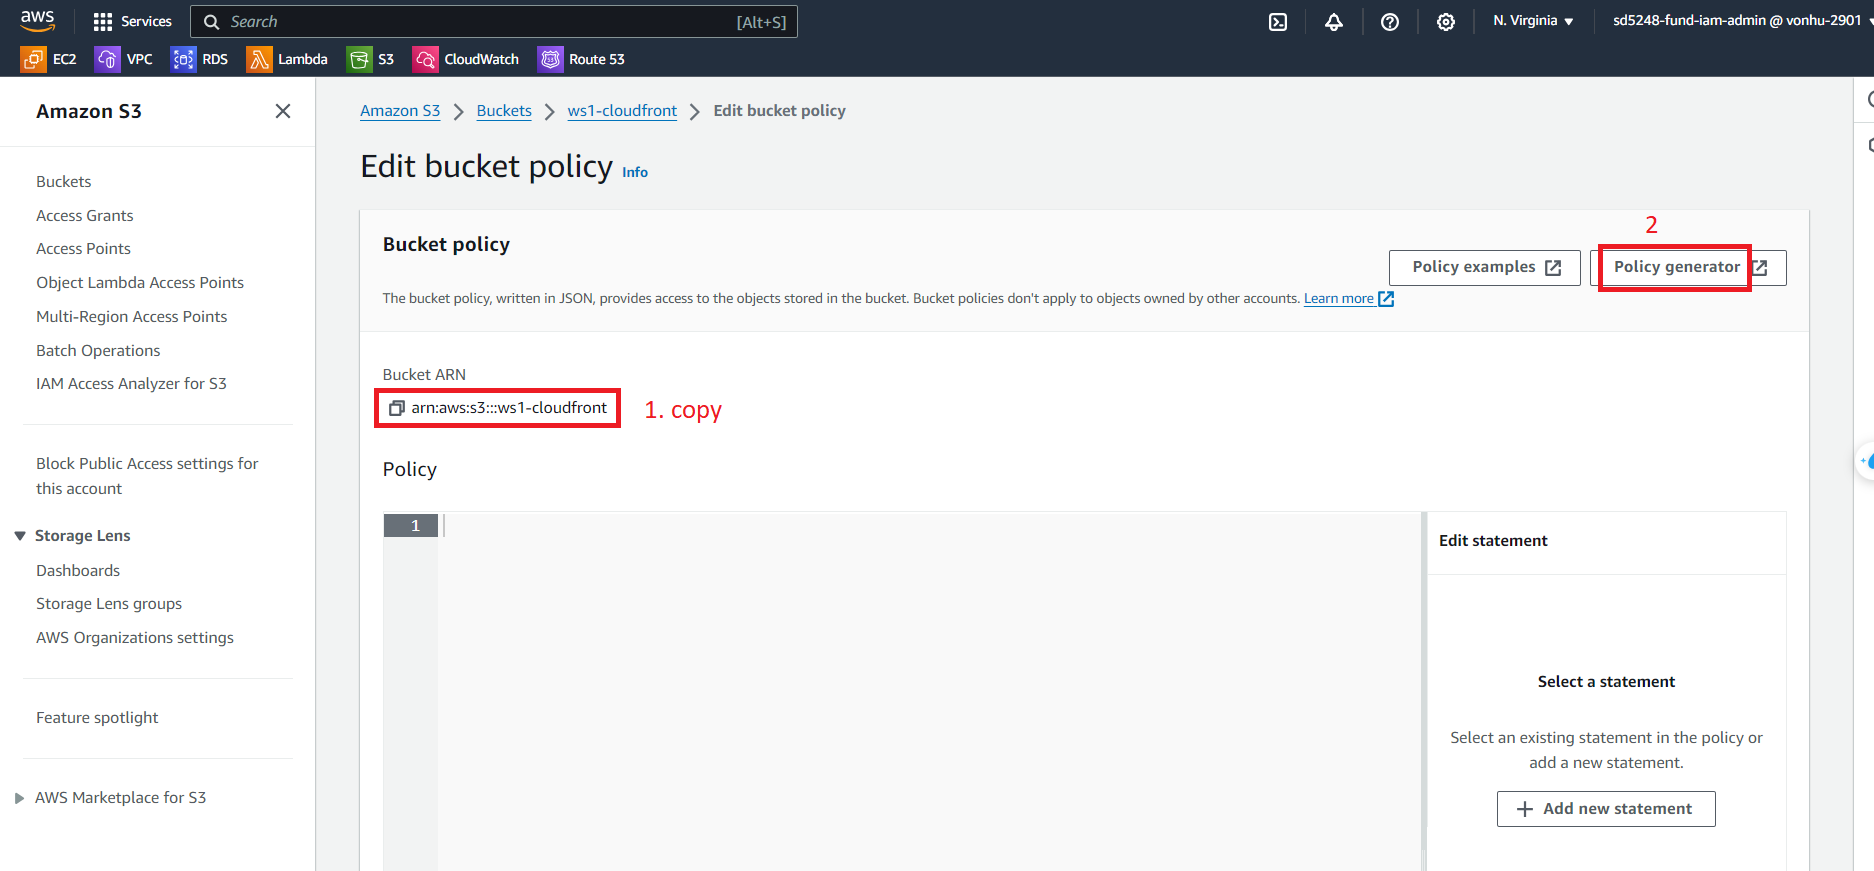 aws
Services
Search
[Alt+S]
N. Virginia
sd5248-fund-iam-admin @ vonhu-2901
EC2
VPC
RDS
Lambda
S3
CloudWatch
Route 53
Amazon S3
Buckets
Access Grants
Access Points
Object Lambda Access Points
Multi-Region Access Points
Batch Operations
IAM Access Analyzer for S3
Block Public Access settings for
this account
Storage Lens
Dashboards
Storage Lens groups
AWS Organizations settings
Feature spotlight
AWS Marketplace for S3
Amazon S3
Buckets
ws1-cloudfront
Edit bucket policy
Edit bucket policy
Info
Bucket policy
2
Policy examples
Policy generator
The bucket policy, written in JSON, provides access to the objects stored in the bucket. Bucket policies don't apply to objects owned by other accounts. Learn more
Bucket ARN
arn:aws:s3:::ws1-cloudfront
1. copy
Policy
1
Edit statement
Select a statement
Select an existing statement in the policy or
add a new statement.
Add new statement